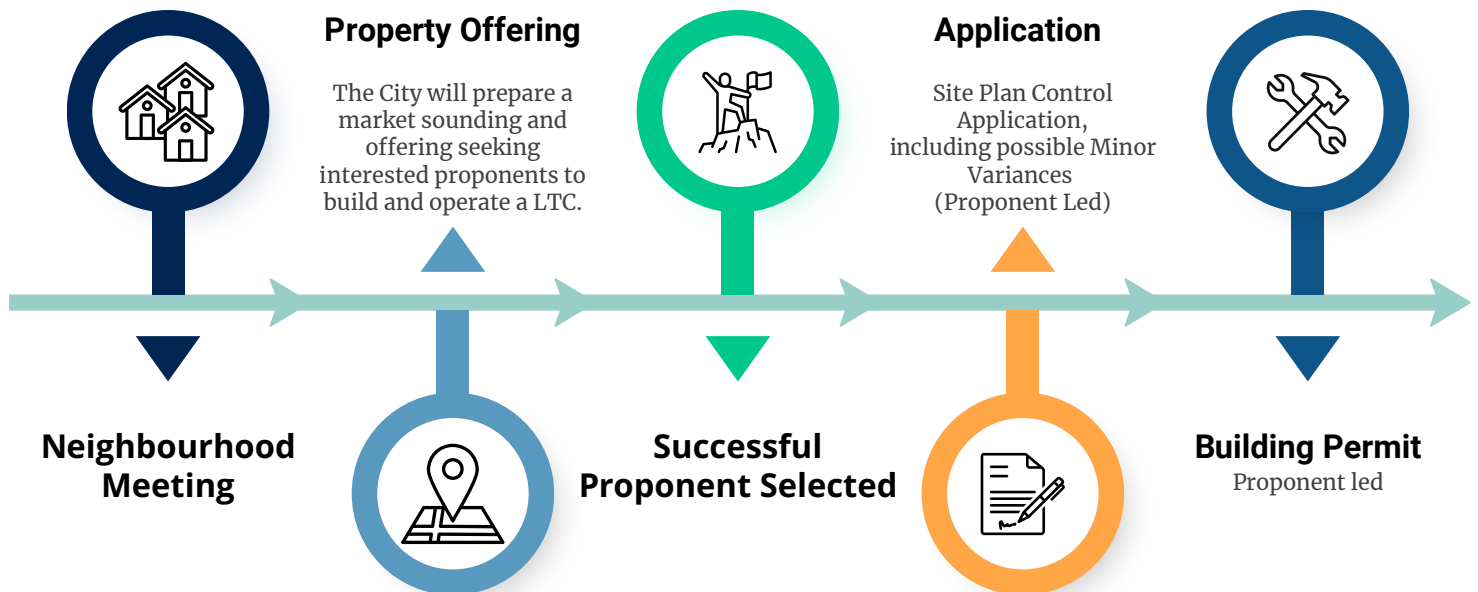 Neighbourhood
Meeting
Property Offering
The City will prepare a
market sounding and
offering seeking
interested proponents to
build and operate a LTC.
Successful
Proponent Selected
Application
Site Plan Control
Application,
including possible Minor
Variances
(Proponent Led)
Building Permit
Proponent led